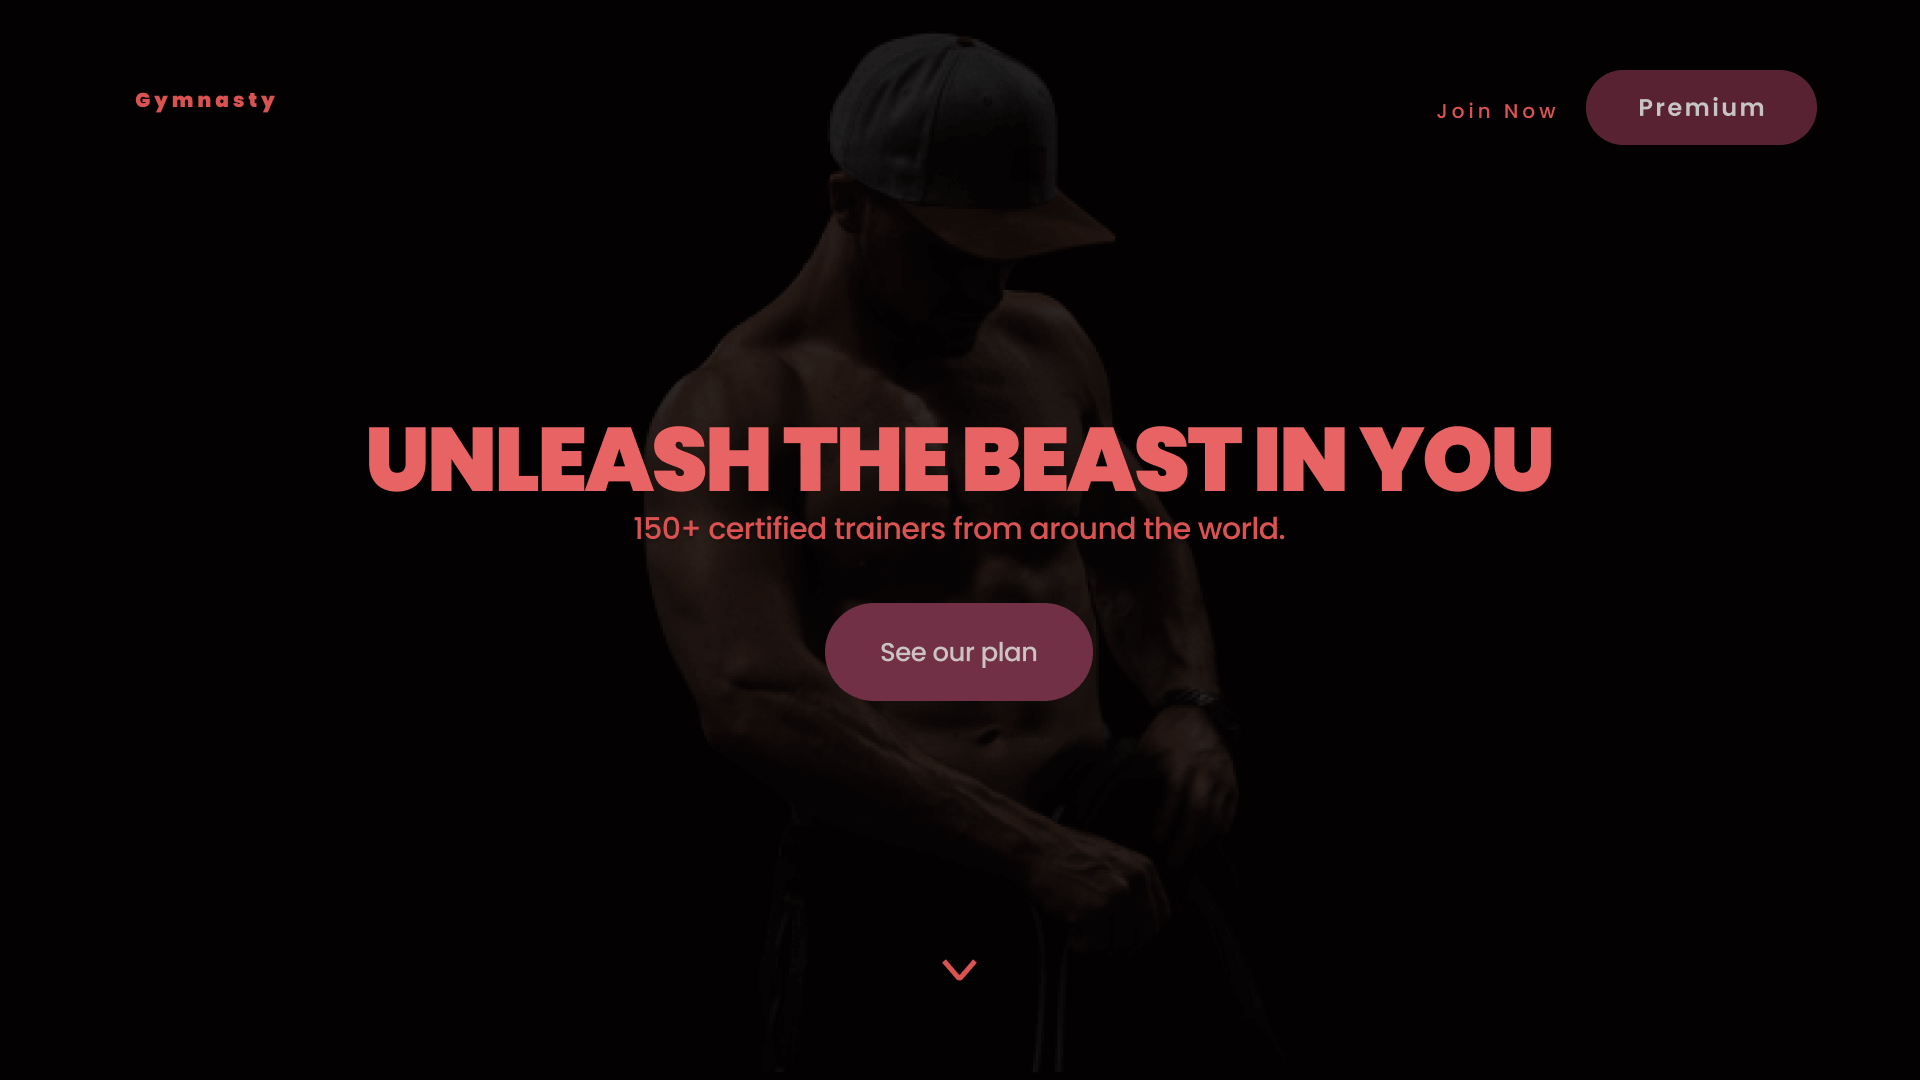 Gymnasty
Join Now
Premium
UNLEASH THE BEAST IN YOU
150+ certified trainers from around the world.
See our plan